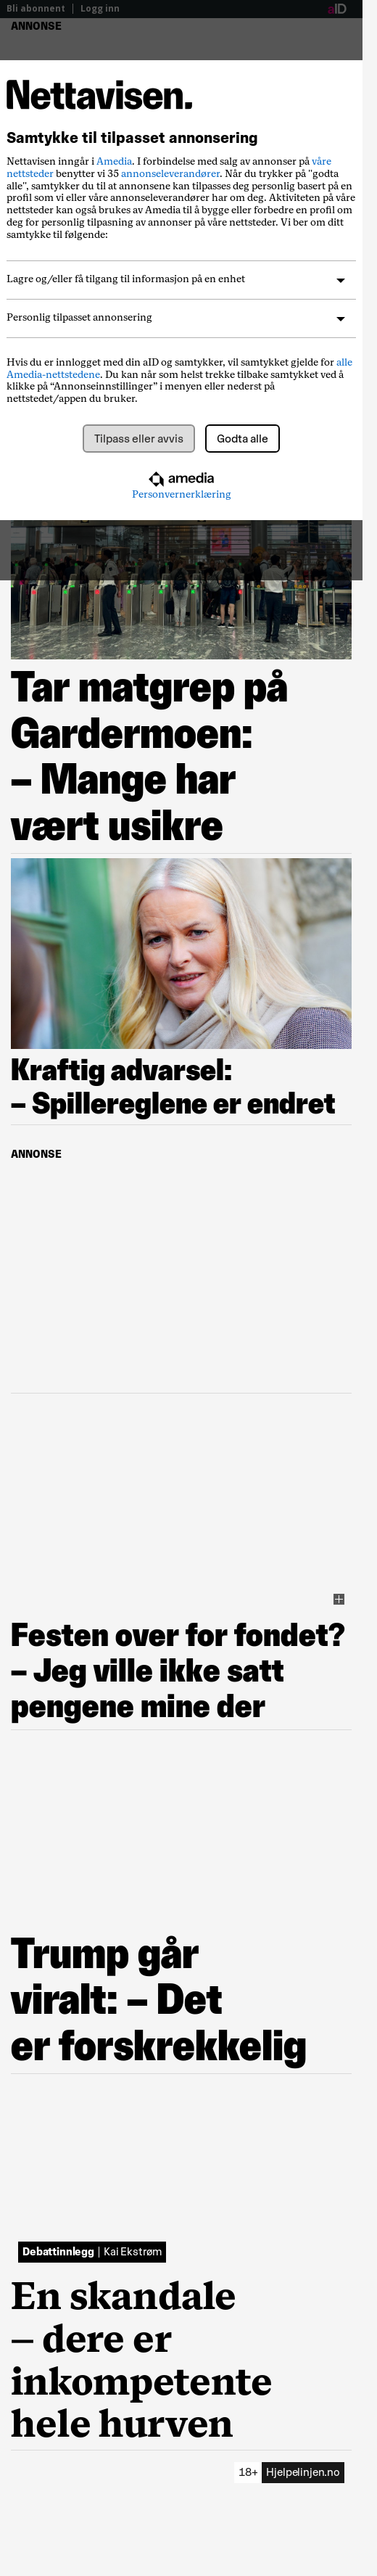 Bli abonnent | Logg inn
aID
ANNONSE
Nettavisen.
Samtykke til tilpasset annonsering
Nettavisen inngår i Amedia. I forbindelse med salg av annonser på våre
nettsteder benytter vi 35 annonseleverandører. Når du trykker på "godta
alle", samtykker du til at annonsene kan tilpasses deg personlig basert på en
profil som vi eller våre annonseleverandører har om deg. Aktiviteten på våre
nettsteder kan også brukes av Amedia til å bygge eller forbedre en profil om
deg for personlig tilpasning av annonser på våre nettsteder. Vi ber om ditt
samtykke til følgende:
Lagre og/eller få tilgang til informasjon på en enhet
Personlig tilpasset annonsering
Hvis du er innlogget med din aID og samtykker, vil samtykket gjelde for alle
Amedia-nettstedene. Du kan når som helst trekke tilbake samtykket ved å
klikke på “Annonseinnstillinger” i menyen eller nederst på
nettstedet/appen du bruker.
Tilpass eller avvis
Godta alle
amedia
Personvernerklæring
Tar matgrep på
Gardermoen:
– Mange har
vært usikre
Kraftig advarsel:
– Spillereglene er endret
ANNONSE
Festen over for fondet?
– Jeg ville ikke satt
pengene mine der
Trump går
viralt: – Det
er forskrekkelig
Debattinnlegg | Kai Ekstrøm
En skandale
– dere er
inkompetente
hele hurven
18+ Hjelpelinjen.no